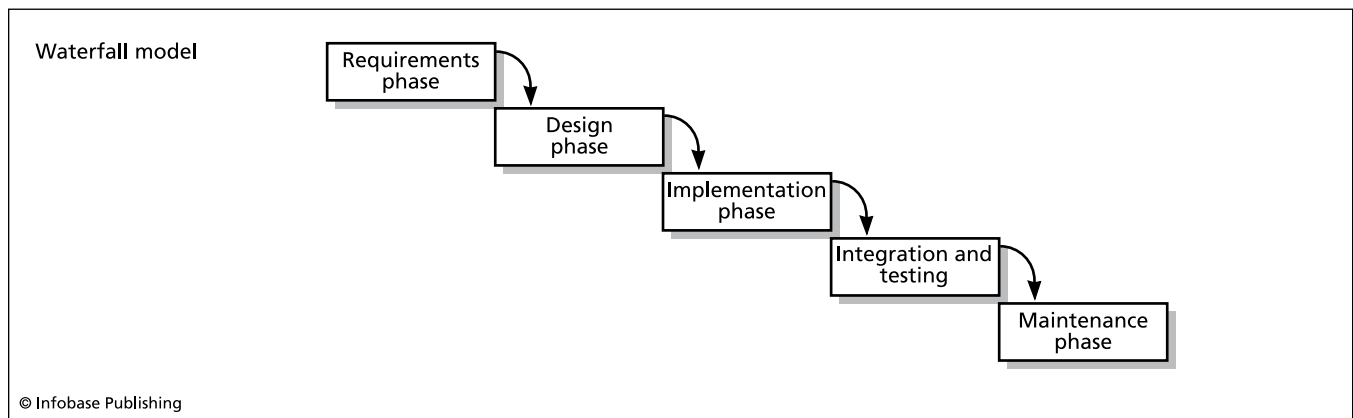 Waterfall model
Requirements
phase
Design
phase
Implementation
phase
Integration and
testing
Maintenance
phase
© Infobase Publishing